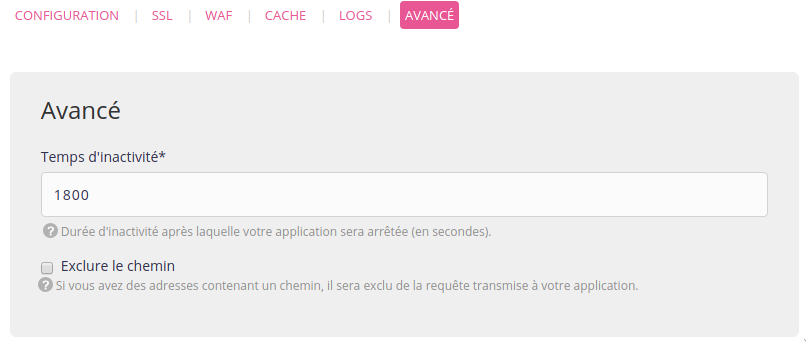 CONFIGURATION | SSL | WAF | CACHE | LOGS | AVANCÉ
Avancé
Temps d'inactivité*
1800
? Durée d'inactivité après laquelle votre application sera arrêtée (en secondes).
Exclure le chemin
? Si vous avez des adresses contenant un chemin, il sera exclu de la requête transmise à votre application.